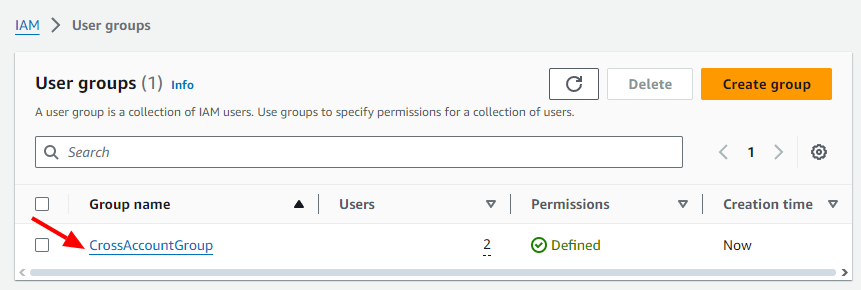 IAM > User groups
User groups (1) Info
Delete
Create group
A user group is a collection of IAM users. Use groups to specify permissions for a collection of users.
Search
1
Group name Users Permissions Creation time
CrossAccountGroup 2 Defined Now